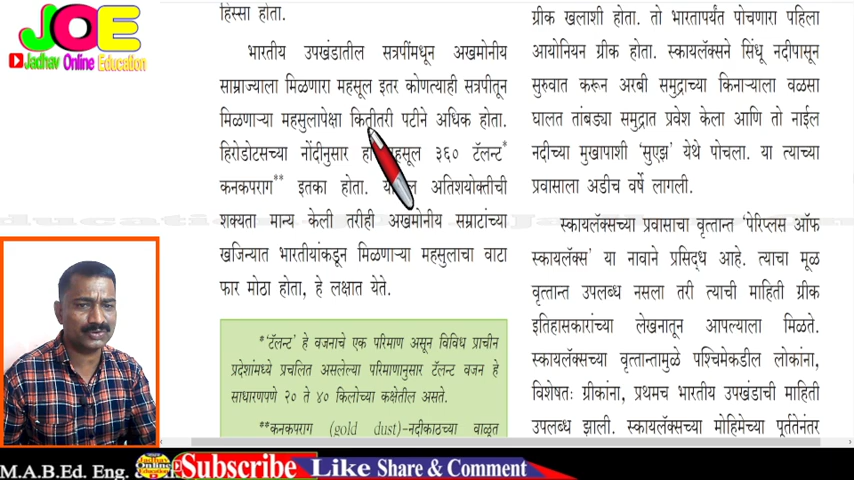 JOE
Jadhav Online Education
हिस्सा होता.
भारतीय उपखंडातील सत्रपींमधून अखमोनीय
साम्राज्याला मिळणारा महसूल इतर कोणत्याही सत्रपीतून
मिळणाऱ्या महसुलापेक्षा कितीतरी पटीने अधिक होता.
हिरोडोटसच्या नोंदीनुसार महसूल ३६० टॅलन्ट*
कनकपराग** इतका होता. अतिशयोक्तीची
शक्यता मान्य केली तरीही अखमोनीय सम्राटांच्या
खजिन्यात भारतीयांकडून मिळणाऱ्या महसुलाचा वाटा
फार मोठा होता, हे लक्षात येते.
*'टॅलन्ट' हे वजनाचे एक परिमाण असून विविध प्राचीन
प्रदेशांमध्ये प्रचलित असलेल्या परिमाणानुसार टॅलन्ट वजन हे
साधारणपणे २० ते ४० किलोच्या कक्षेतील असते.
**कनकपराग (gold dust)-नदीकाठच्या वाळूत
ग्रीक खलाशी होता. तो भारतापर्यंत पोचणारा पहिला
आयोनियन ग्रीक होता. स्कायलॅक्सने सिंधू नदीपासून
सुरुवात करून अरबी समुद्राच्या किनाऱ्याला वळसा
घालत तांबड्या समुद्रात प्रवेश केला आणि तो नाईल
नदीच्या मुखापाशी 'सुएझ' येथे पोचला. या त्याच्या
प्रवासाला अडीच वर्षे लागली.
स्कायलॅक्सच्या प्रवासाचा वृत्तान्त 'पेरिप्लस ऑफ
स्कायलॅक्स' या नावाने प्रसिद्ध आहे. त्याचा मूळ
वृत्तान्त उपलब्ध नसला तरी त्याची माहिती ग्रीक
इतिहासकारांच्या लेखनातून आपल्याला मिळते.
स्कायलॅक्सच्या वृत्तान्तामुळे पश्चिमेकडील लोकांना,
विशेषतः ग्रीकांना, प्रथमच भारतीय उपखंडाची माहिती
उपलब्ध झाली. स्कायलॅक्सच्या मोहिमेच्या पूर्ततेनंतर
M.A.B.Ed. Eng. &
Jadhav Online Education
Subscribe Like Share & Comment